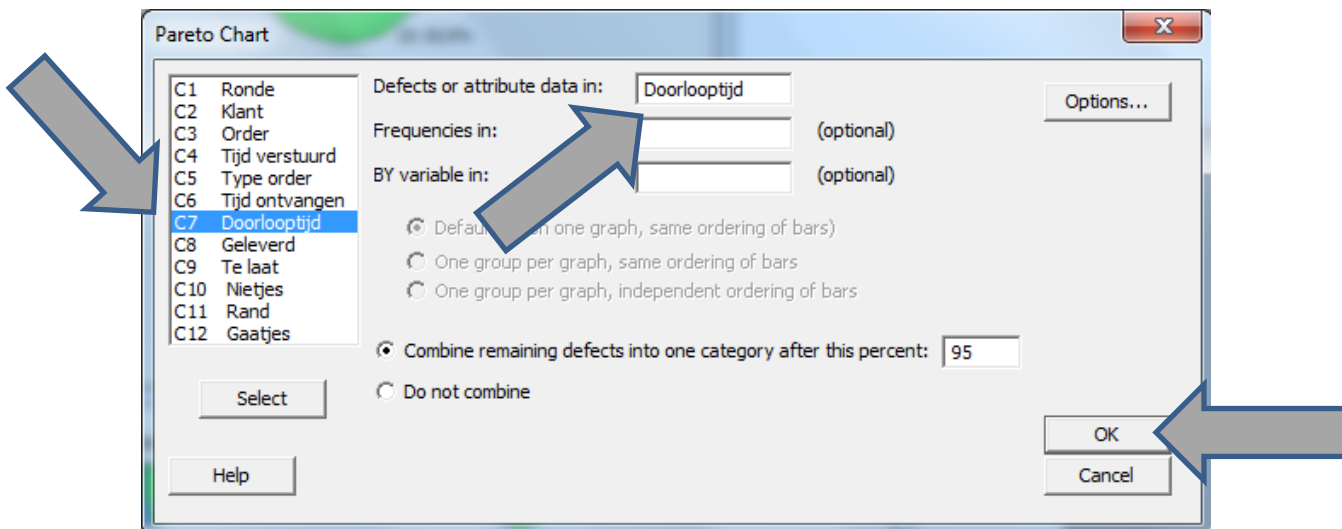 Pareto Chart
C1 Ronde
C2 Klant
C3 Order
C4 Tijd verstuurd
C5 Type order
C6 Tijd ontvangen
C7 Doorlooptijd
C8 Geleverd
C9 Te laat
C10 Nietjes
C11 Rand
C12 Gaatjes
Select
Help
Defects or attribute data in: Doorlooptijd
Frequencies in: (optional)
BY variable in: (optional)
one graph, same ordering of bars)
One group per graph, same ordering of bars
One group per graph, independent ordering of bars
Combine remaining defects into one category after this percent: 95
Do not combine
Options...
OK
Cancel